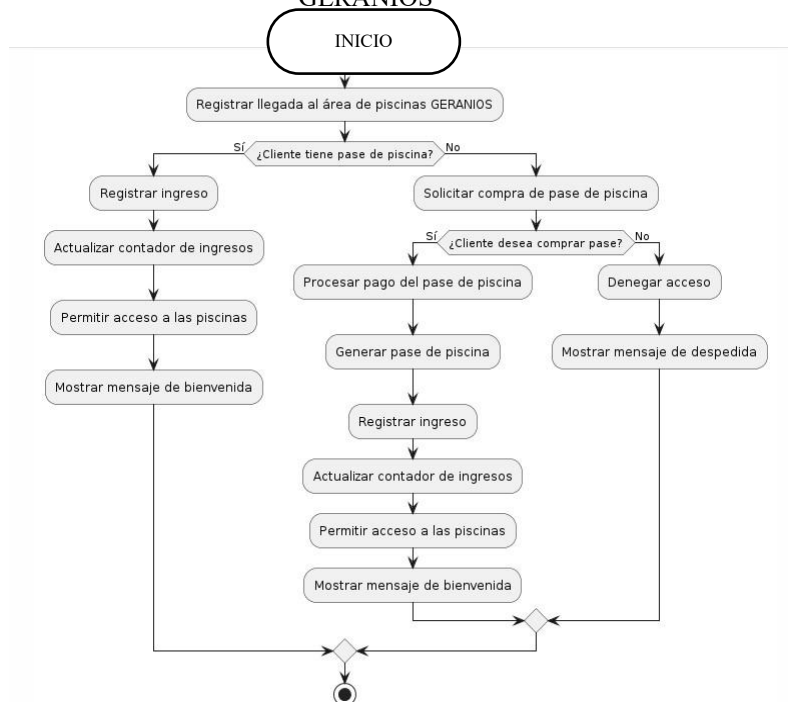 GERANIOS
INICIO
Registrar llegada al área de piscinas GERANIOS
Sí
¿Cliente tiene pase de piscina?
No
Registrar ingreso
Solicitar compra de pase de piscina
Actualizar contador de ingresos
Sí
¿Cliente desea comprar pase?
No
Procesar pago del pase de piscina
Denegar acceso
Permitir acceso a las piscinas
Generar pase de piscina
Mostrar mensaje de despedida
Mostrar mensaje de bienvenida
Registrar ingreso
Actualizar contador de ingresos
Permitir acceso a las piscinas
Mostrar mensaje de bienvenida